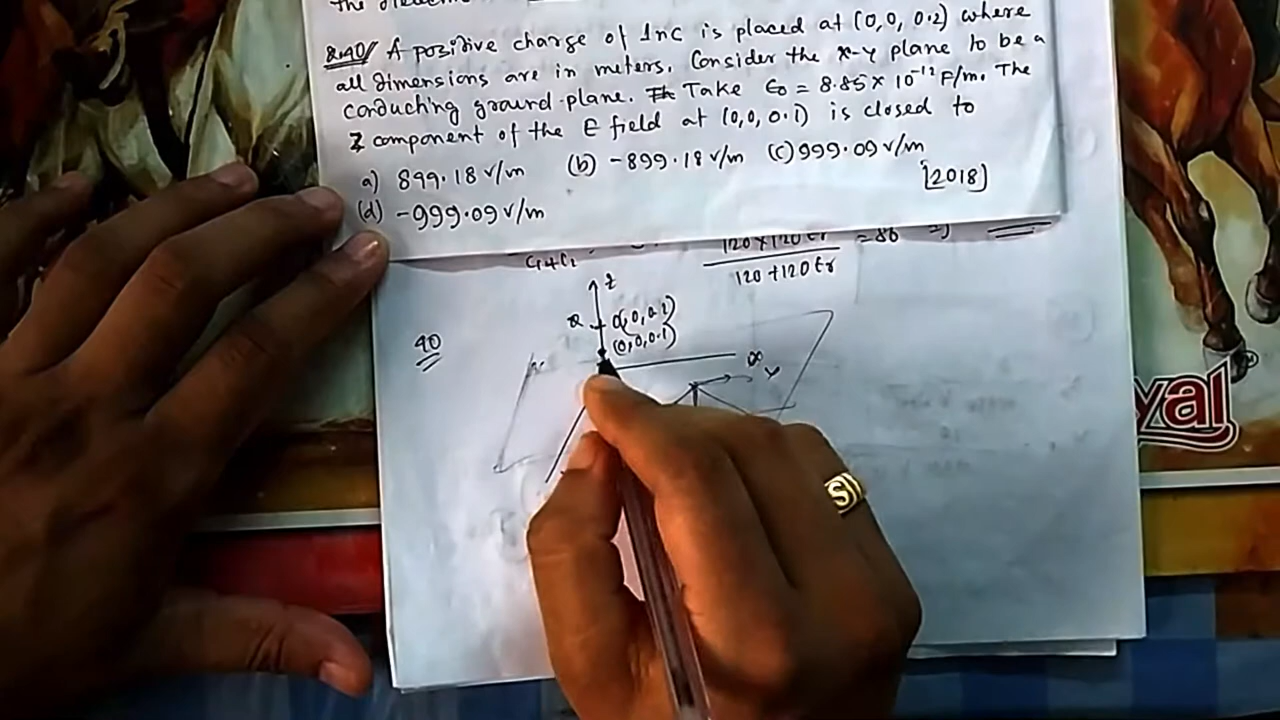 the
Q.40/ A positive charge of 1nc is placed at (0,0, 0.2) where
all dimensions are in meters. Consider the x-y plane to be a
conducting ground plane. Take ϵ0 = 8.85 × 10^-12 F/m. The
z component of the E field at (0,0, 0.1) is closed to
a) 899.18 v/m (b) -899.18 v/m (c) 999.09 v/m
(d) -999.09 v/m [2018]
= 86 =>
120 + 120 ϵr
z
Q (0,0,0.2)
(0,0,0.1)
40
x
y
yal
S